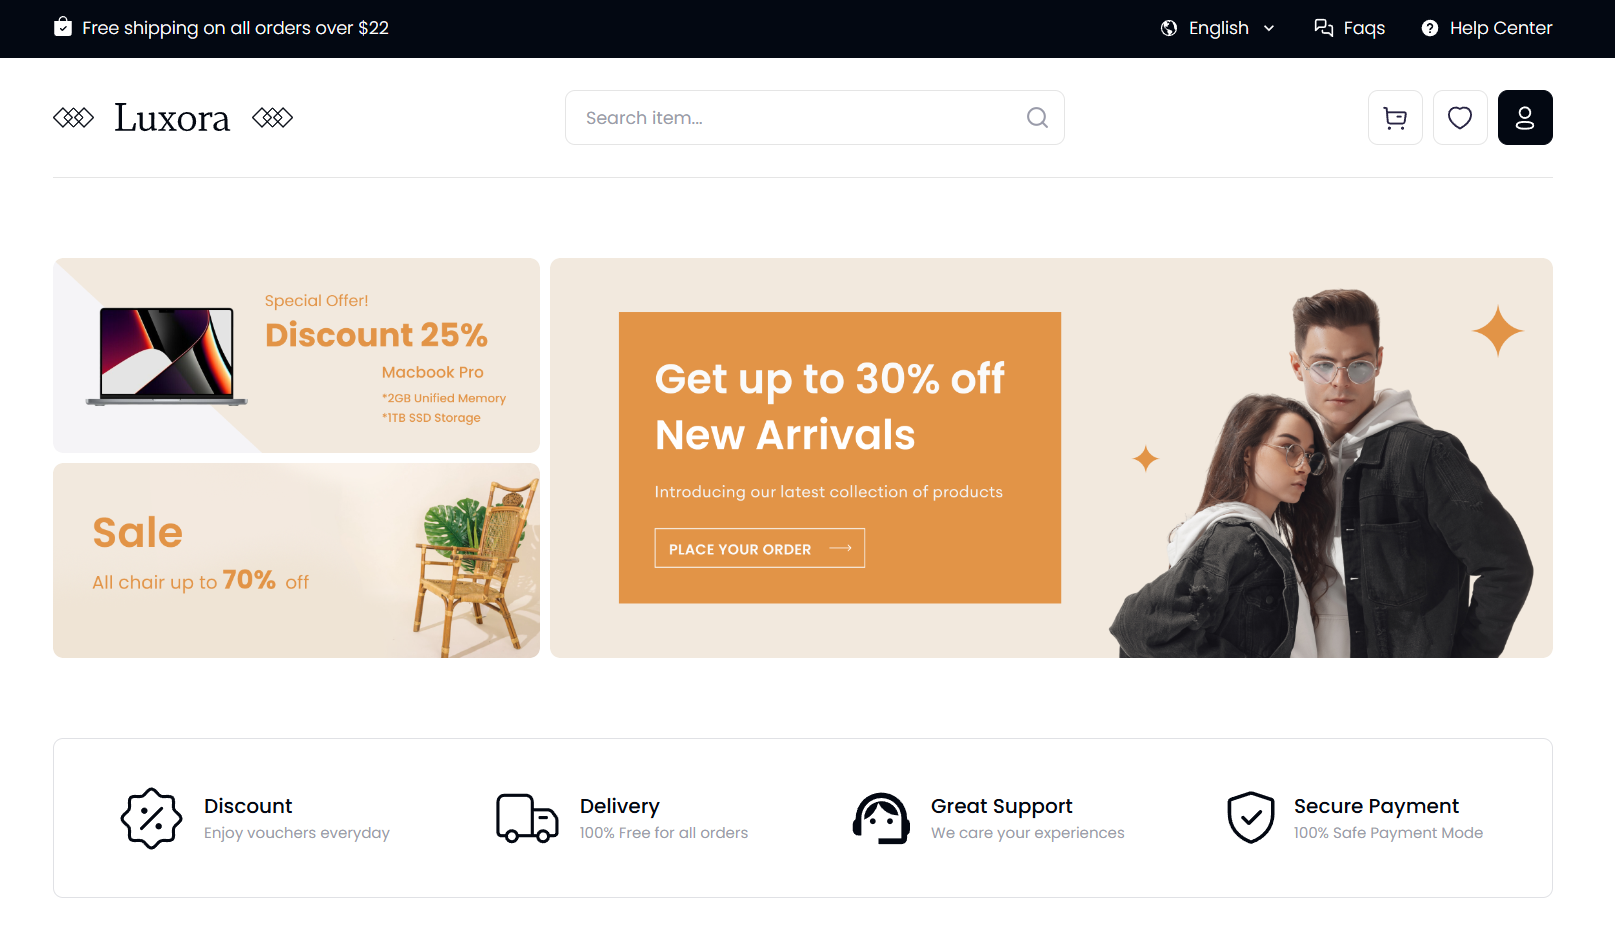 Free shipping on all orders over $22
English
Faqs
Help Center
Luxora
Search item...
Special Offer!
Discount 25%
Macbook Pro
*2GB Unified Memory
*1TB SSD Storage
Sale
All chair up to 70% off
Get up to 30% off
New Arrivals
Introducing our latest collection of products
PLACE YOUR ORDER
Discount
Enjoy vouchers everyday
Delivery
100% Free for all orders
Great Support
We care your experiences
Secure Payment
100% Safe Payment Mode